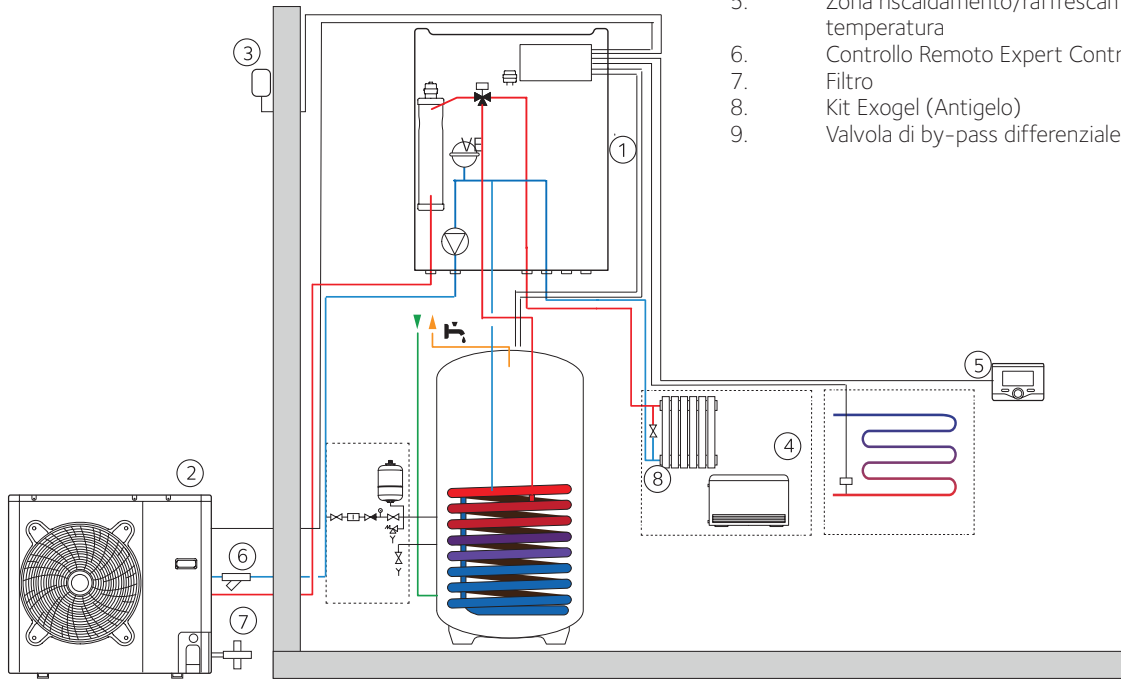 5. Zona riscaldamento/raffrescam
temperatura
6. Controllo Remoto Expert Contr
7. Filtro
8. Kit Exogel (Antigelo)
9. Valvola di by-pass differenziale
3
1
VE
5
2
4
8
6
7